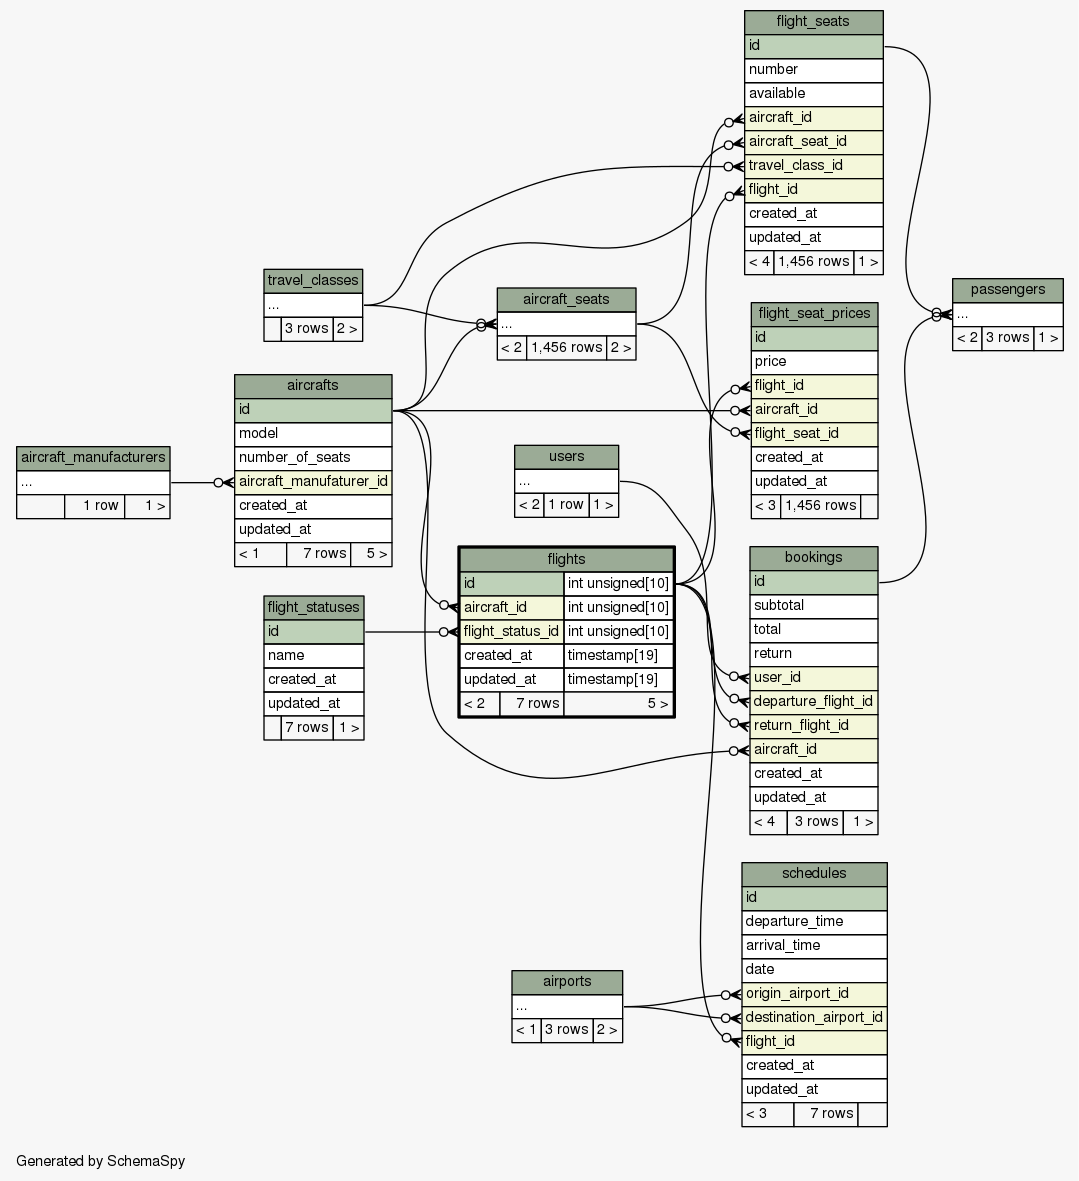 flight_seats
id
number
available
aircraft_id
aircraft_seat_id
travel_class_id
flight_id
created_at
updated_at
< 4 1,456 rows 1 >
travel_classes
...
3 rows 2 >
aircraft_seats
...
< 2 1,456 rows 2 >
passengers
...
< 2 3 rows 1 >
flight_seat_prices
id
price
flight_id
aircraft_id
flight_seat_id
created_at
updated_at
< 3 1,456 rows
aircrafts
id
model
number_of_seats
aircraft_manufaturer_id
created_at
updated_at
< 1 7 rows 5 >
aircraft_manufacturers
...
1 row 1 >
users
...
< 2 1 row 1 >
flights
id int unsigned[10]
aircraft_id int unsigned[10]
flight_status_id int unsigned[10]
created_at timestamp[19]
updated_at timestamp[19]
< 2 7 rows 5 >
flight_statuses
id
name
created_at
updated_at
7 rows 1 >
bookings
id
subtotal
total
return
user_id
departure_flight_id
return_flight_id
aircraft_id
created_at
updated_at
< 4 3 rows 1 >
schedules
id
departure_time
arrival_time
date
origin_airport_id
destination_airport_id
flight_id
created_at
updated_at
< 3 7 rows
airports
...
< 1 3 rows 2 >
Generated by SchemaSpy